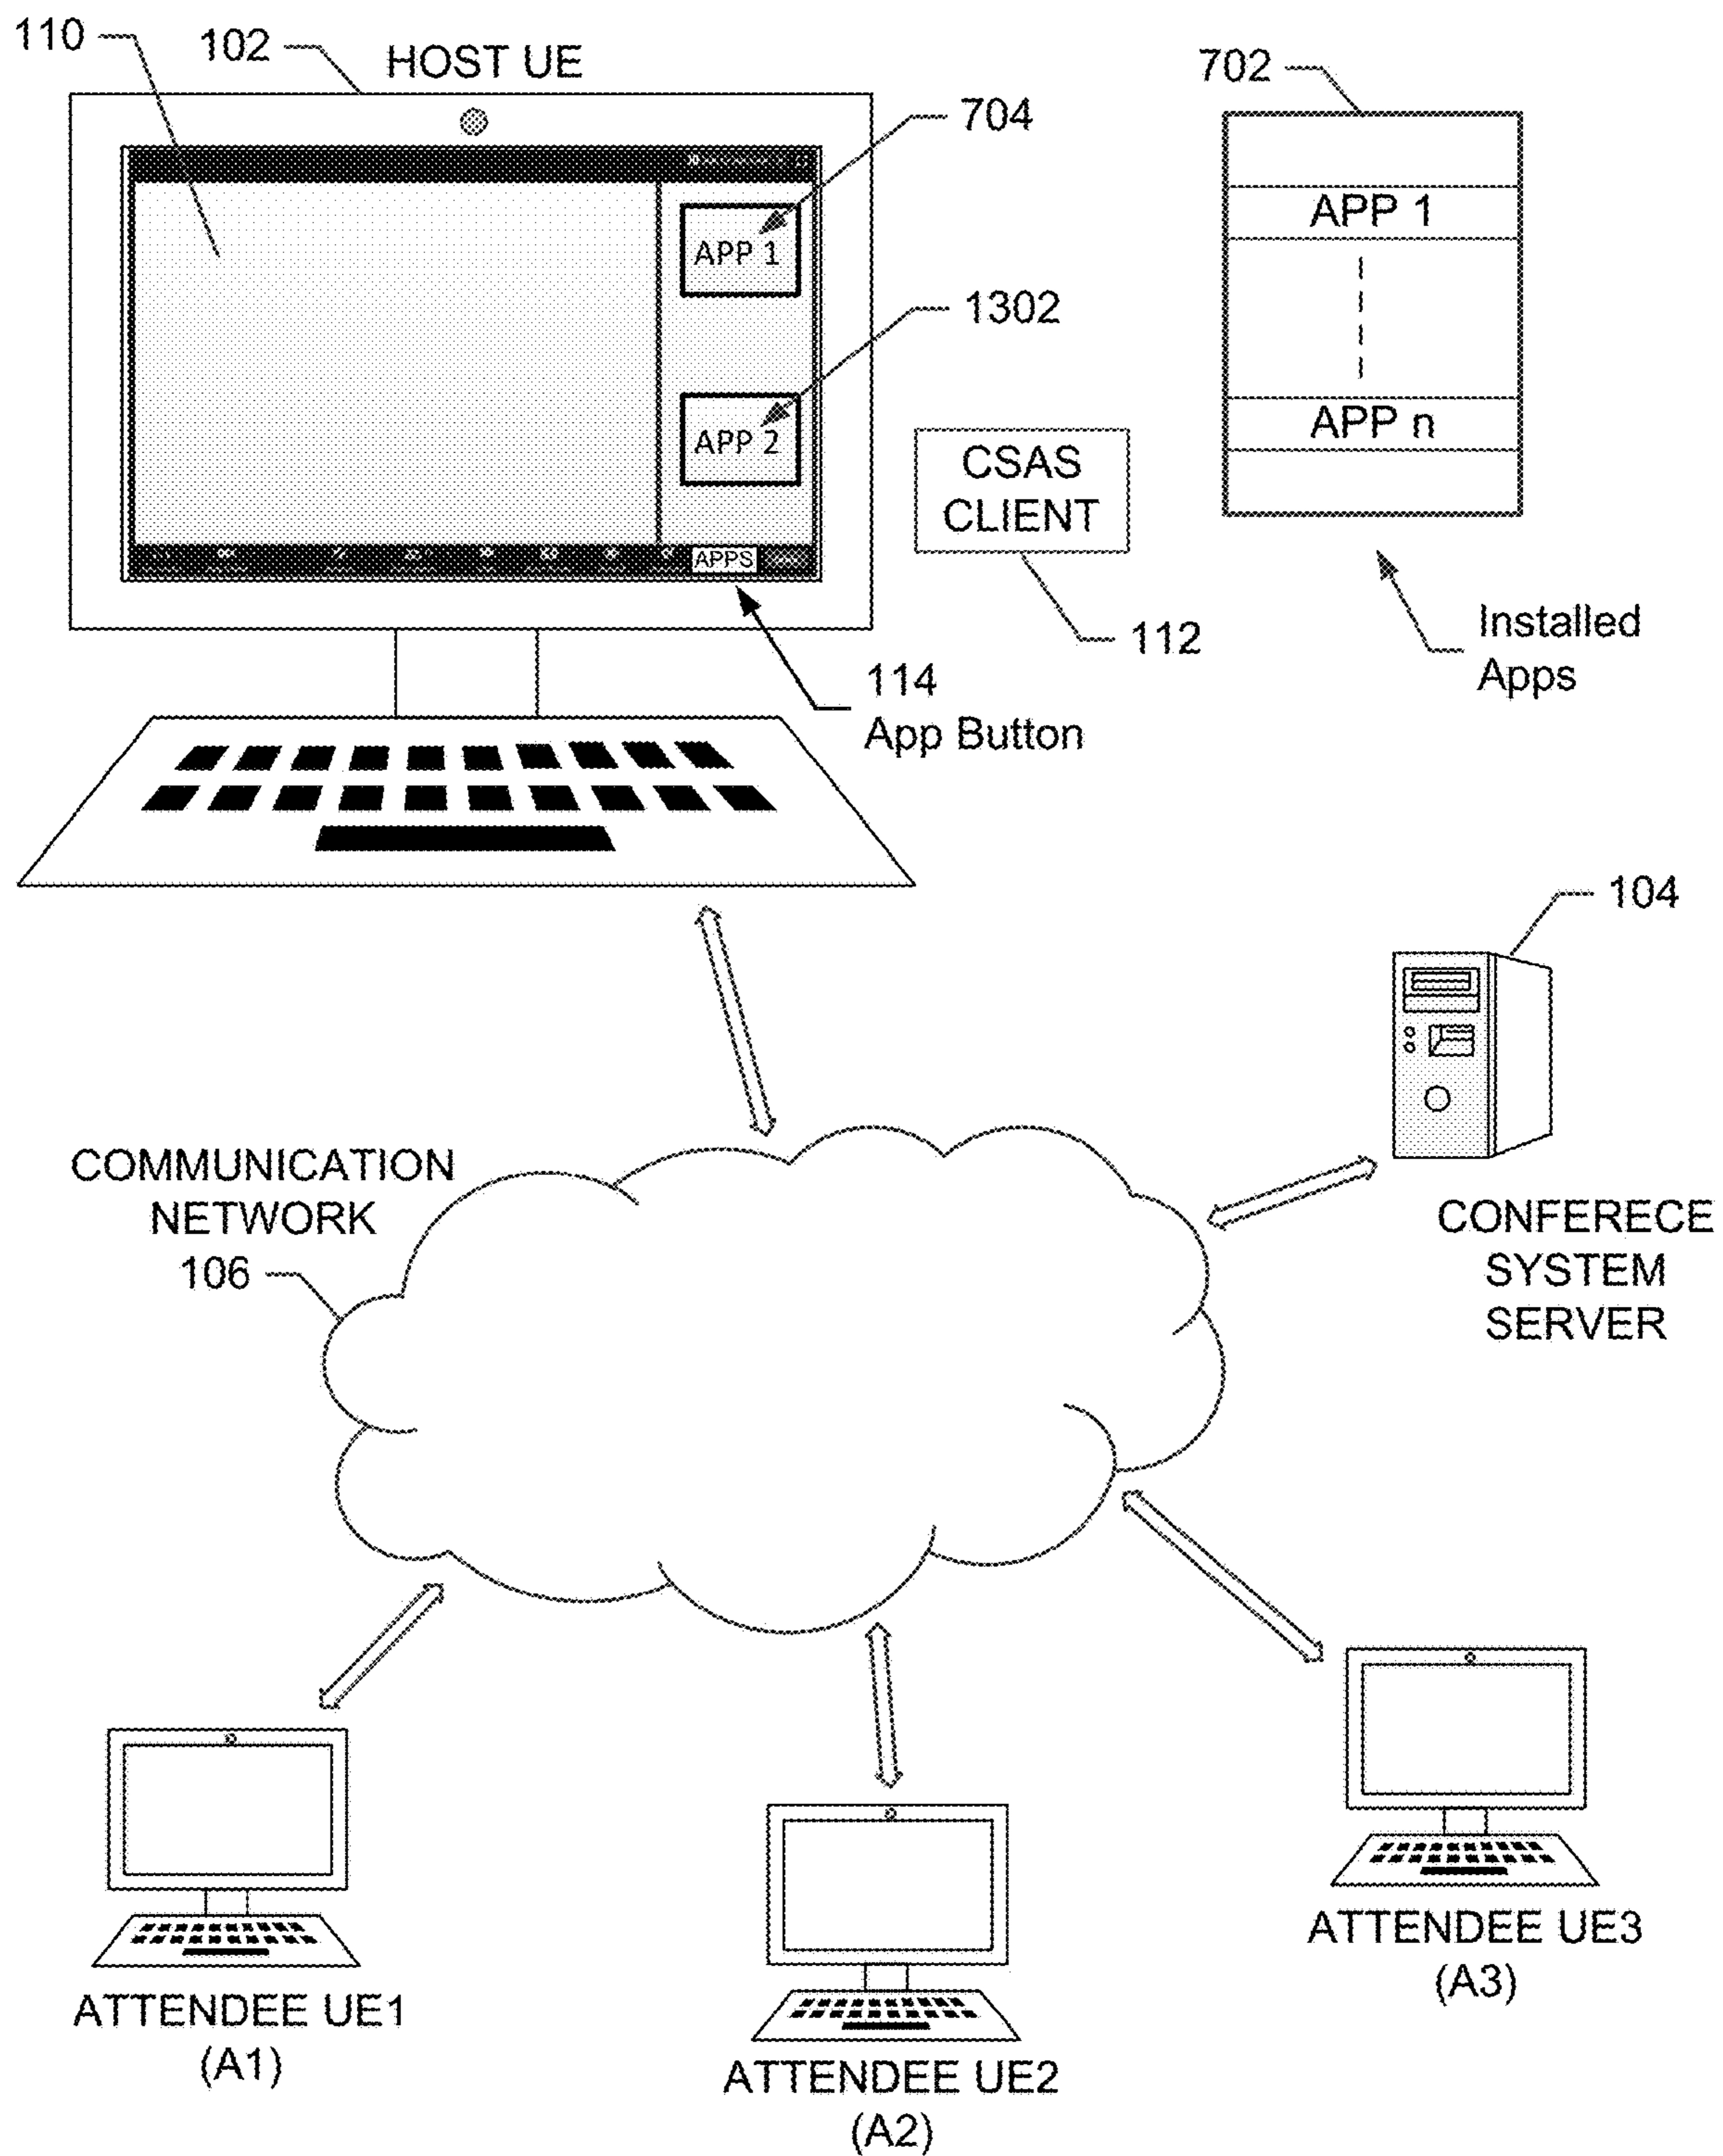 110
102
HOST UE
702
704
APP 1
APP 1
1302
APP 2
APP n
CSAS
CLIENT
APPS
112
Installed
Apps
114
App Button
104
COMMUNICATION
NETWORK
106
CONFERECE
SYSTEM
SERVER
ATTENDEE UE3
(A3)
ATTENDEE UE1
(A1)
ATTENDEE UE2
(A2)